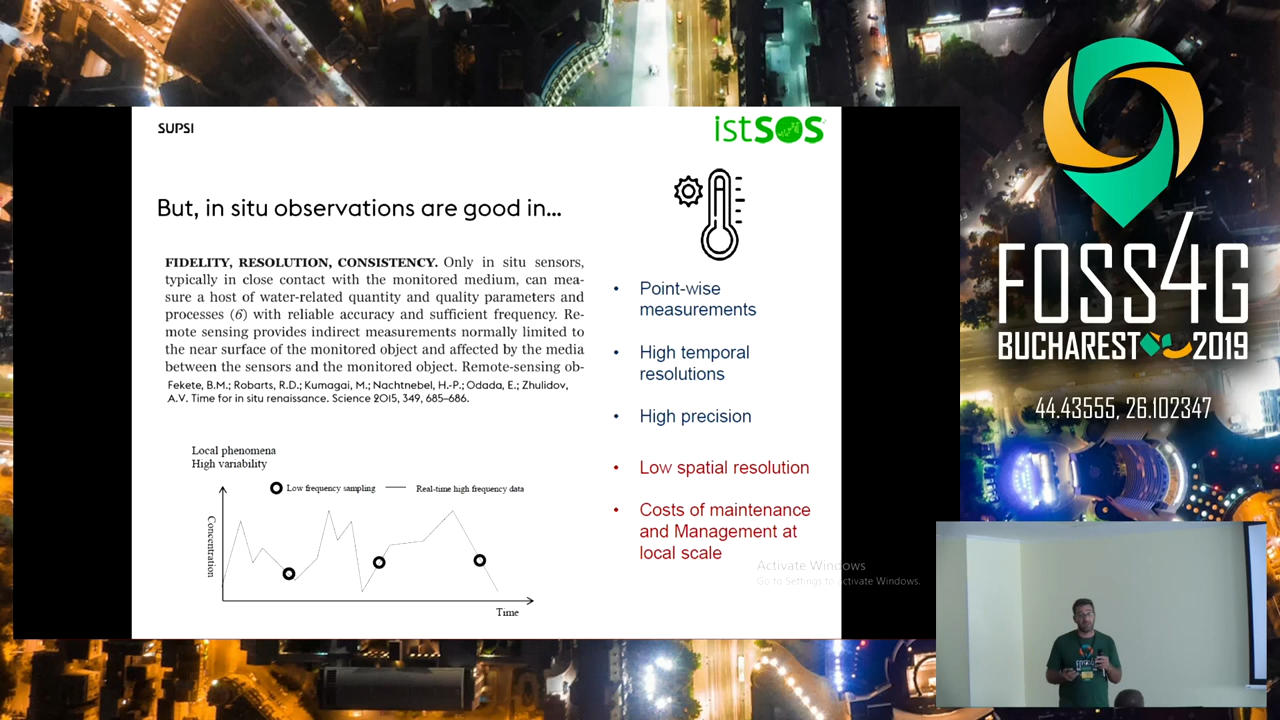 SUPSI
istSOS
But, in situ observations are good in...
FIDELITY, RESOLUTION, CONSISTENCY. Only in situ sensors,
typically in close contact with the monitored medium, can mea-
sure a host of water-related quantity and quality parameters and
processes (6) with reliable accuracy and sufficient frequency. Re-
mote sensing provides indirect measurements normally limited to
the near surface of the monitored object and affected by the media
between the sensors and the monitored object. Remote-sensing ob-
Fekete, B.M.; Robarts, R.D.; Kumagai, M.; Nachtnebel, H.-P.; Odada, E.; Zhulidov,
A.V. Time for in situ renaissance. Science 2015, 349, 685–686.
Local phenomena
High variability
Low frequency sampling
Real-time high frequency data
Concentration
Time
• Point-wise
measurements
• High temporal
resolutions
• High precision
• Low spatial resolution
• Costs of maintenance
and Management at
local scale
Activate Windows
Go to Settings to activate Windows.
FOSS4G
BUCHAREST 2019
44.43555, 26.102347
foss4g